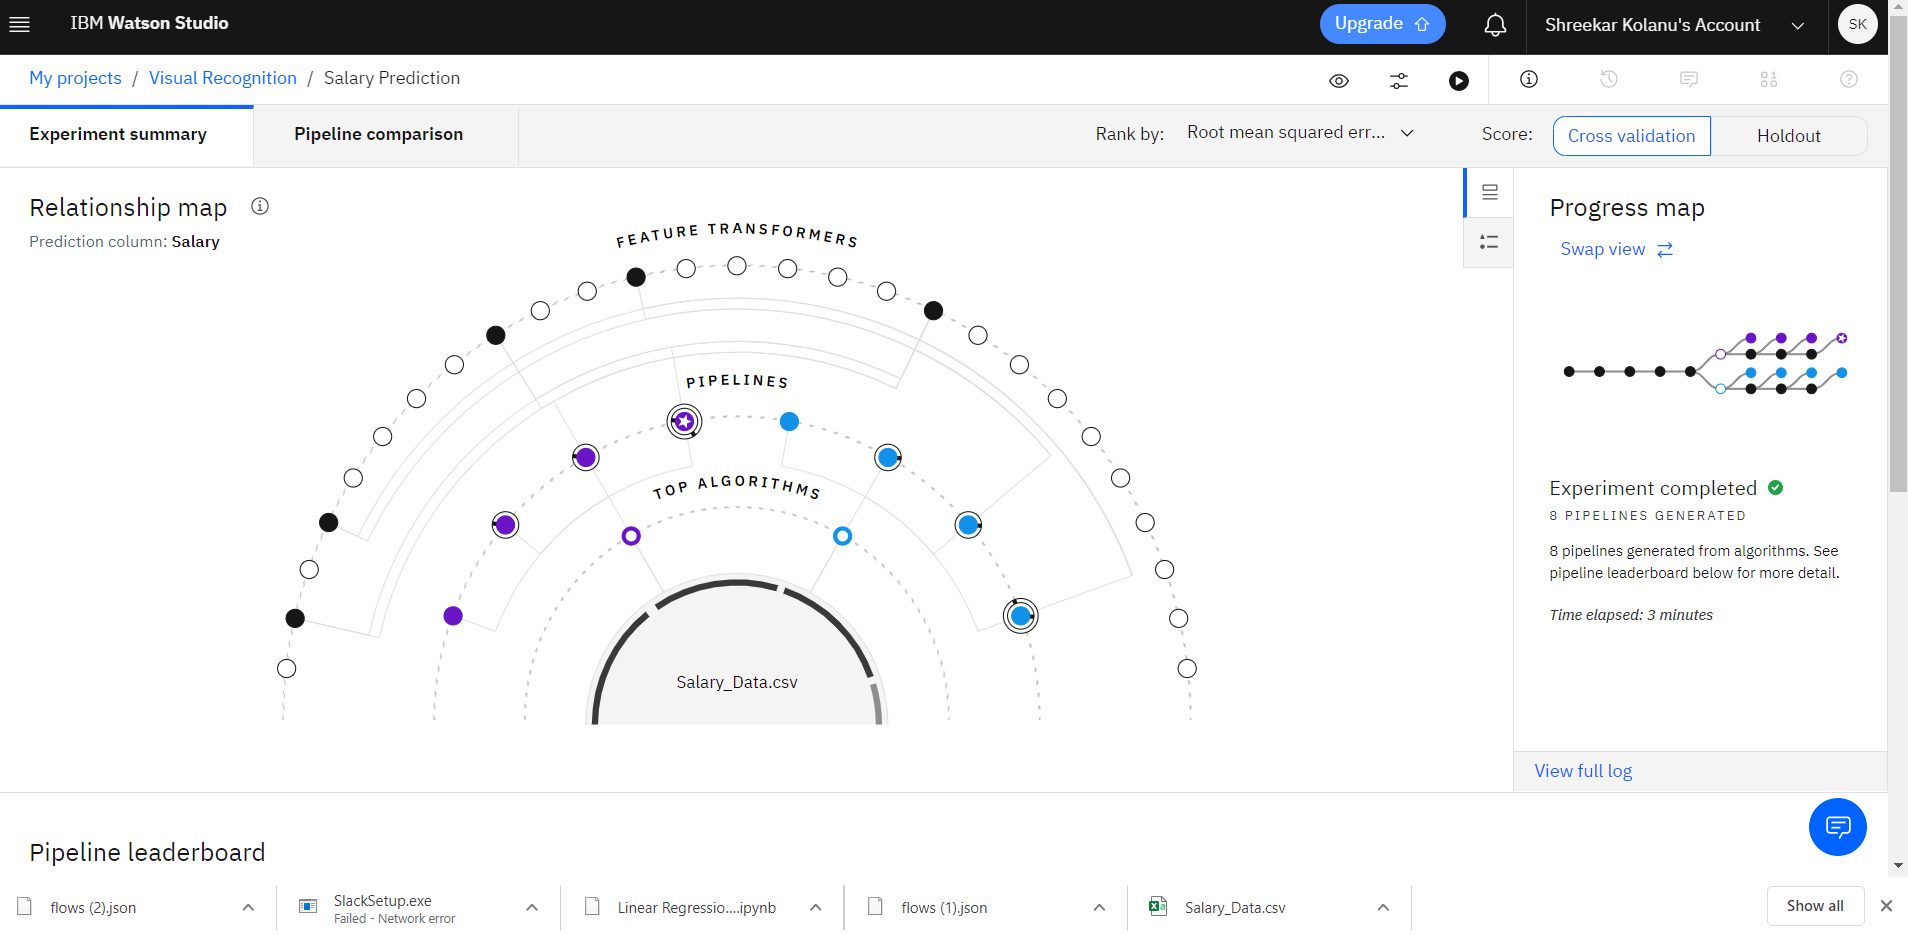 IBM Watson Studio
Upgrade
Shreekar Kolanu's Account
SK
My projects / Visual Recognition / Salary Prediction
Experiment summary
Pipeline comparison
Rank by:
Root mean squared err...
Score:
Cross validation
Holdout
Relationship map
Prediction column: Salary
FEATURE TRANSFORMERS
PIPELINES
TOP ALGORITHMS
Salary_Data.csv
Progress map
Swap view
Experiment completed
8 PIPELINES GENERATED
8 pipelines generated from algorithms. See
pipeline leaderboard below for more detail.
Time elapsed: 3 minutes
View full log
Pipeline leaderboard
flows (2).json
SlackSetup.exe
Failed - Network error
Linear Regressio....ipynb
flows (1).json
Salary_Data.csv
Show all